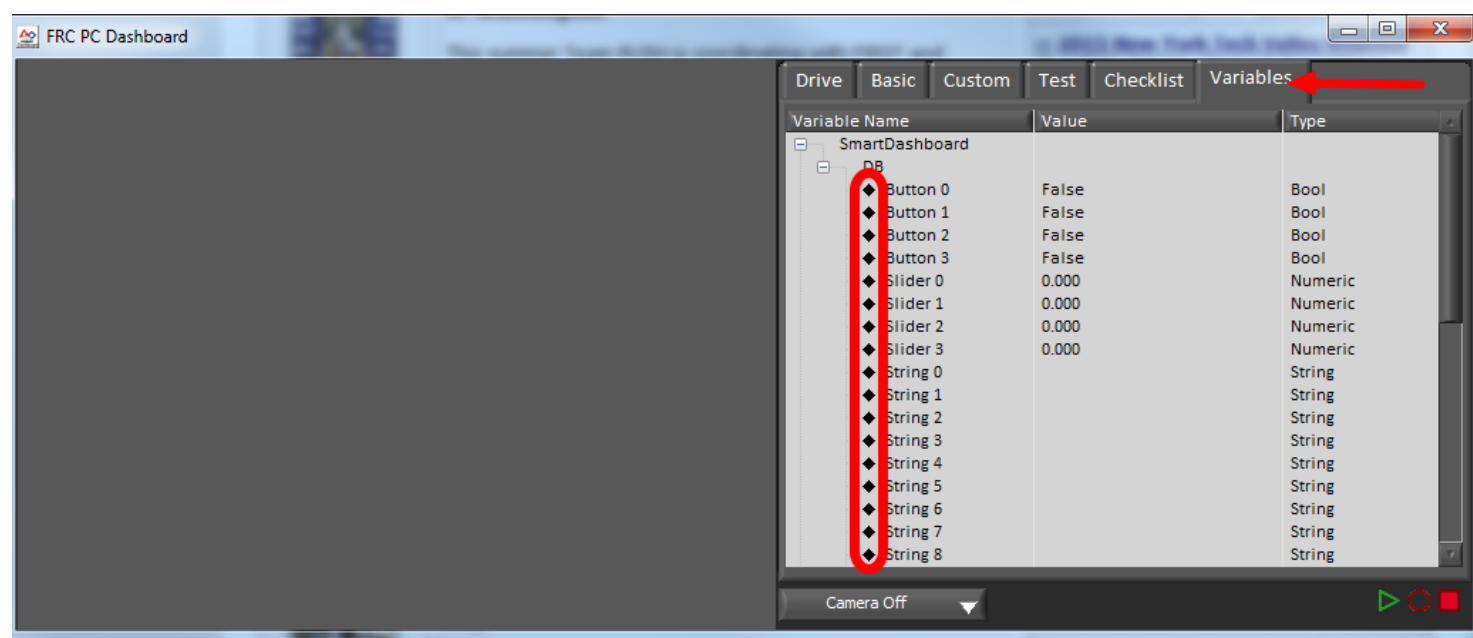 FRC PC Dashboard
Drive Basic Custom Test Checklist Variables
Variable Name Value Type
SmartDashboard
DB
Button 0 False Bool
Button 1 False Bool
Button 2 False Bool
Button 3 False Bool
Slider 0 0.000 Numeric
Slider 1 0.000 Numeric
Slider 2 0.000 Numeric
Slider 3 0.000 Numeric
String 0 String
String 1 String
String 2 String
String 3 String
String 4 String
String 5 String
String 6 String
String 7 String
String 8 String
Camera Off